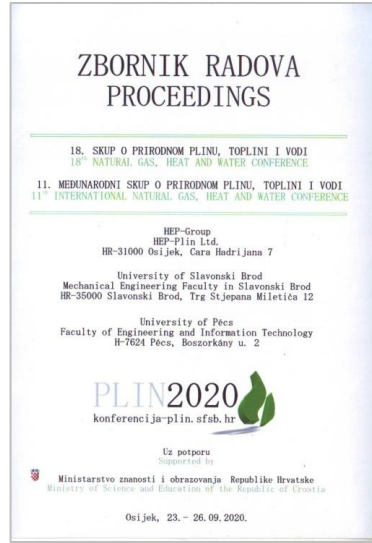 ZBORNIK RADOVA
PROCEEDINGS
18. SKUP O PRIRODNOM PLINU, TOPLINI I VODI
18th NATURAL GAS, HEAT AND WATER CONFERENCE
11. MEĐUNARODNI SKUP O PRIRODNOM PLINU, TOPLINI I VODI
11th INTERNATIONAL NATURAL GAS, HEAT AND WATER CONFERENCE
HEP-Group
HEP-Plin Ltd.
HR-31000 Osijek, Cara Hadrijana 7
University of Slavonski Brod
Mechanical Engineering Faculty in Slavonski Brod
HR-35000 Slavonski Brod, Trg Stjepana Miletića 12
University of Pécs
Faculty of Engineering and Information Technology
H-7624 Pécs, Boszorkány u. 2
PLIN2020
konferencija-plin.sfsb.hr
Uz potporu
Supported by
Ministarstvo znanosti i obrazovanja Republike Hrvatske
Ministry of Science and Education of the Republic of Croatia
Osijek, 23.- 26.09.2020.